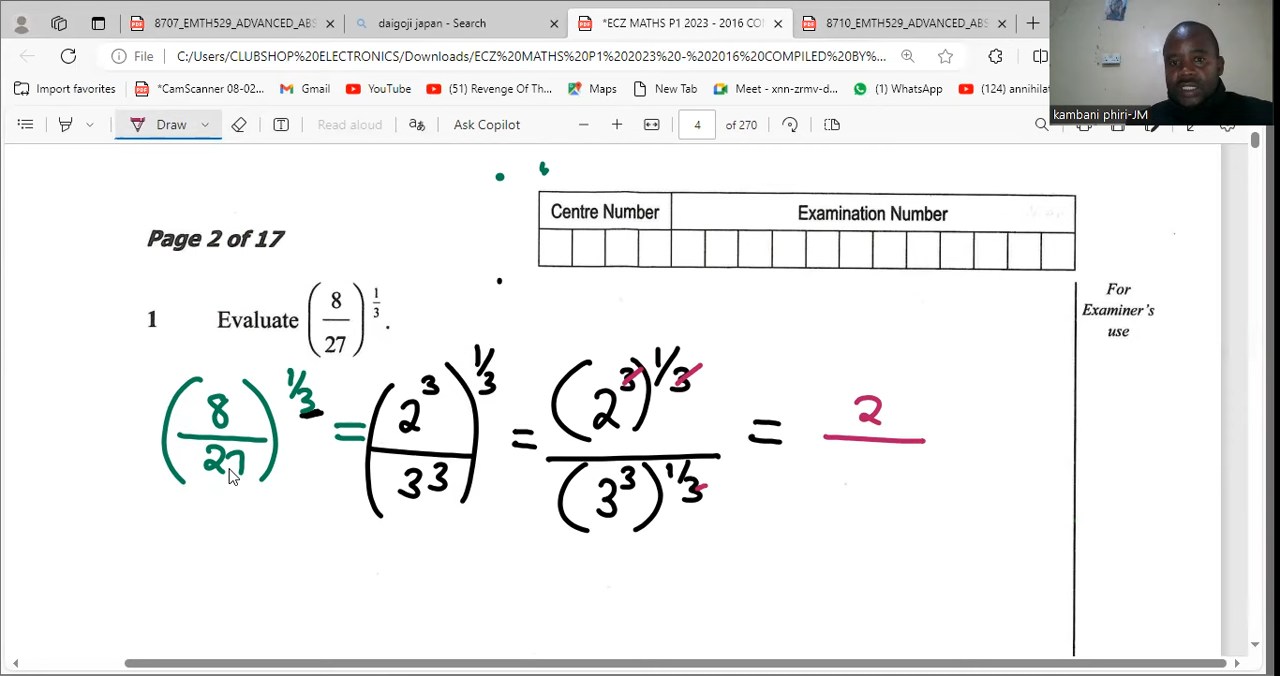 8707_EMTH529_ADVANCED_ABS
daigoji japan - Search
*ECZ MATHS P1 2023 - 2016 CO
8710_EMTH529_ADVANCED_ABS
File
C:/Users/CLUBSHOP%20ELECTRONICS/Downloads/ECZ%20MATHS%20P1%202023%20-%202016%20COMPILED%20BY%...
Import favorites
*CamScanner 08-02...
Gmail
YouTube
(51) Revenge Of Th...
Maps
New Tab
Meet - xnn-zrmv-d...
(1) WhatsApp
(124) annihilat
kambani phiri-JM
Draw
Read aloud
aあ
Ask Copilot
4 of 270
Centre Number Examination Number
Page 2 of 17
For
Examiner's
use
1 Evaluate (8/27)^(1/3).
(8/27)^(1/3) = (2^3/3^3)^(1/3) = (2^3)^(1/3)/(3^3)^(1/3) = 2